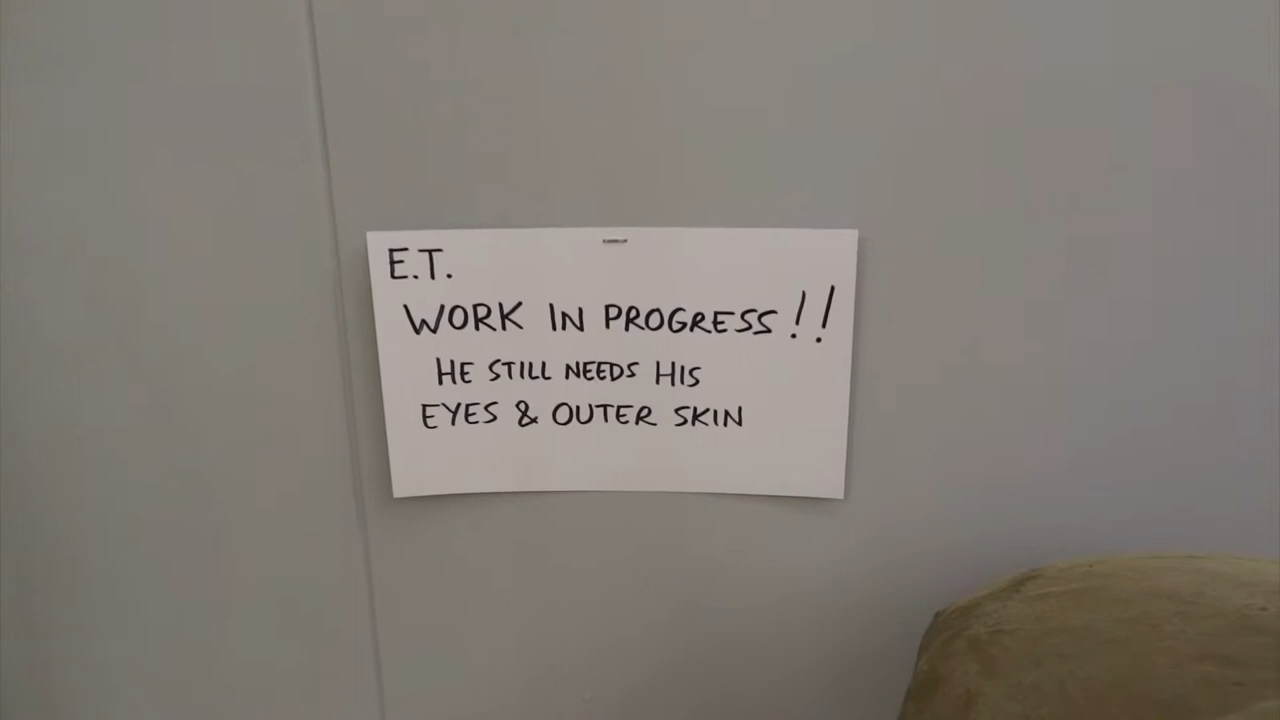 E.T.
WORK IN PROGRESS!!
HE STILL NEEDS HIS
EYES & OUTER SKIN